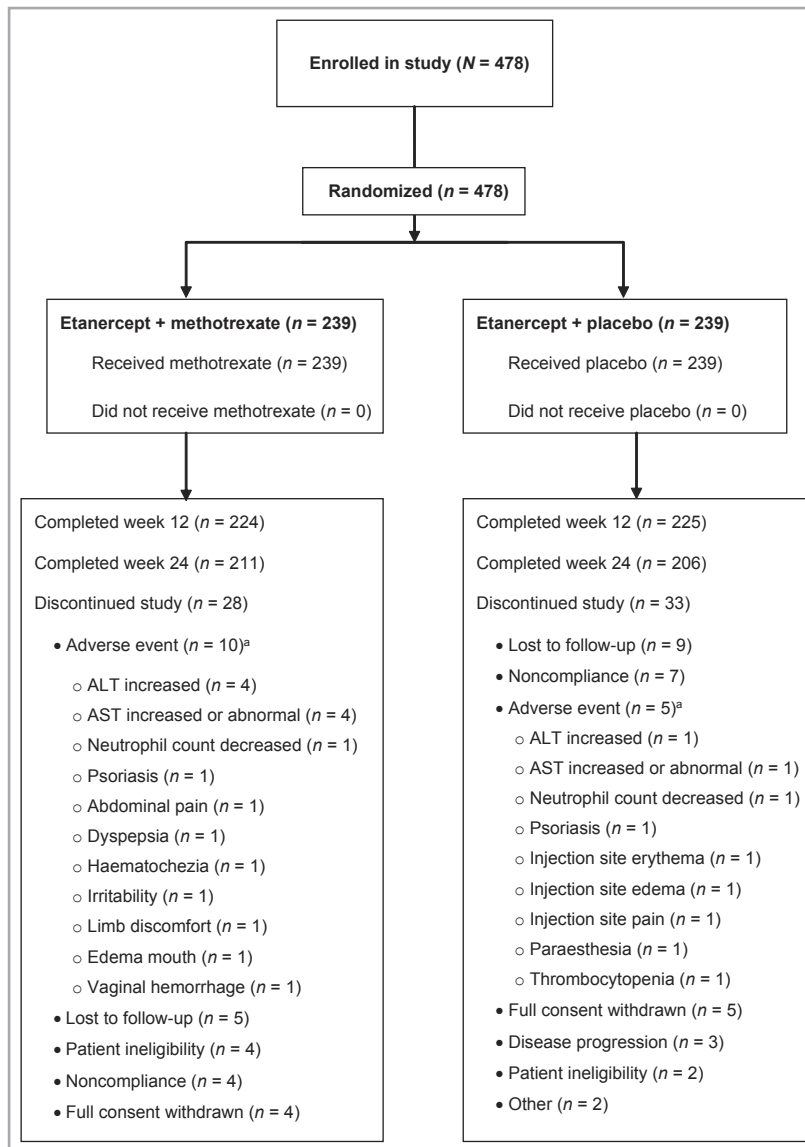 Enrolled in study (N = 478)
Randomized (n = 478)
Etanercept + methotrexate (n = 239)
Received methotrexate (n = 239)
Did not receive methotrexate (n = 0)
Etanercept + placebo (n = 239)
Received placebo (n = 239)
Did not receive placebo (n = 0)
Completed week 12 (n = 224)
Completed week 24 (n = 211)
Discontinued study (n = 28)
• Adverse event (n = 10)ᵃ
○ ALT increased (n = 4)
○ AST increased or abnormal (n = 4)
○ Neutrophil count decreased (n = 1)
○ Psoriasis (n = 1)
○ Abdominal pain (n = 1)
○ Dyspepsia (n = 1)
○ Haematochezia (n = 1)
○ Irritability (n = 1)
○ Limb discomfort (n = 1)
○ Edema mouth (n = 1)
○ Vaginal hemorrhage (n = 1)
• Lost to follow-up (n = 5)
• Patient ineligibility (n = 4)
• Noncompliance (n = 4)
• Full consent withdrawn (n = 4)
Completed week 12 (n = 225)
Completed week 24 (n = 206)
Discontinued study (n = 33)
• Lost to follow-up (n = 9)
• Noncompliance (n = 7)
• Adverse event (n = 5)ᵃ
○ ALT increased (n = 1)
○ AST increased or abnormal (n = 1)
○ Neutrophil count decreased (n = 1)
○ Psoriasis (n = 1)
○ Injection site erythema (n = 1)
○ Injection site edema (n = 1)
○ Injection site pain (n = 1)
○ Paraesthesia (n = 1)
○ Thrombocytopenia (n = 1)
• Full consent withdrawn (n = 5)
• Disease progression (n = 3)
• Patient ineligibility (n = 2)
• Other (n = 2)